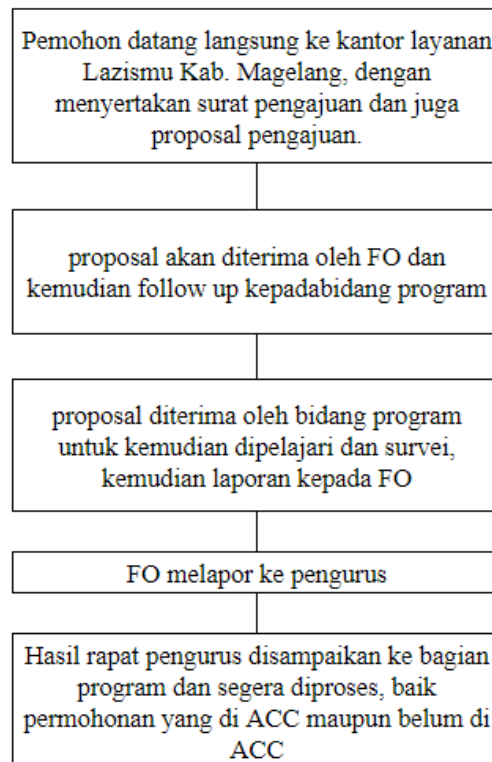 Pemohon datang langsung ke kantor layanan
Lazismu Kab. Magelang, dengan
menyertakan surat pengajuan dan juga
proposal pengajuan.
proposal akan diterima oleh FO dan
kemudian follow up kepadabidang program
proposal diterima oleh bidang program
untuk kemudian dipelajari dan survei,
kemudian laporan kepada FO
FO melapor ke pengurus
Hasil rapat pengurus disampaikan ke bagian
program dan segera diproses, baik
permohonan yang di ACC maupun belum di
ACC